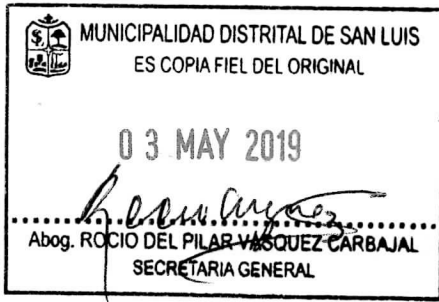 MUNICIPALIDAD DISTRITAL DE SAN LUIS
ES COPIA FIEL DEL ORIGINAL
03 MAY 2019
Abog. ROCIO DEL PILAR VASQUEZ CARBAJAL
SECRETARIA GENERAL